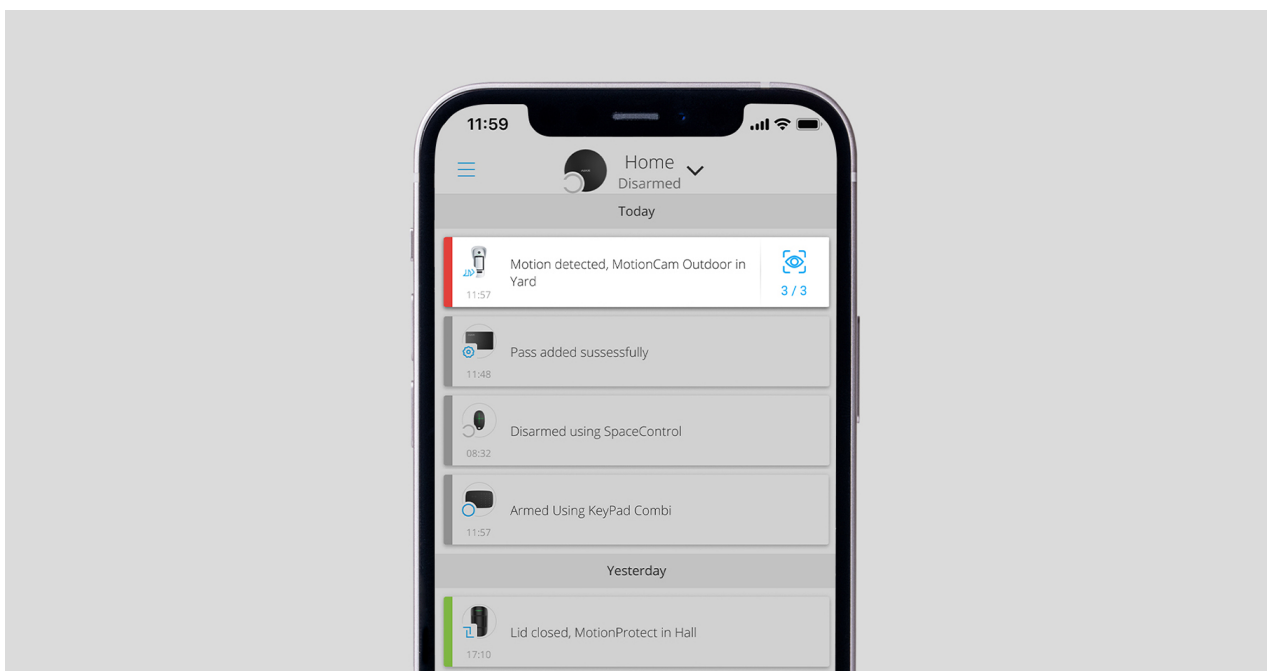 11:59
Home
Disarmed
Today
Motion detected, MotionCam Outdoor in
Yard
11:57
3 / 3
Pass added sussessfully
11:48
Disarmed using SpaceControl
08:32
Armed Using KeyPad Combi
11:57
Yesterday
Lid closed, MotionProtect in Hall
17:10